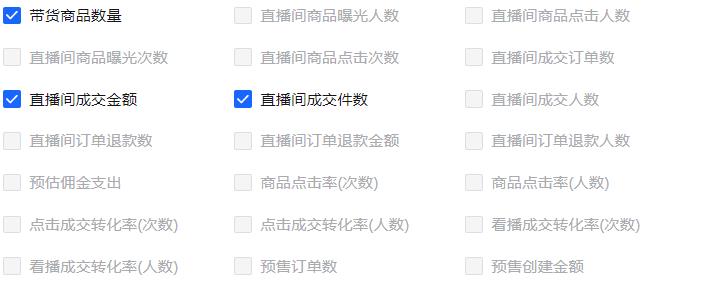 带货商品数量 直播间商品曝光人数 直播间商品点击人数
直播间商品曝光次数 直播间商品点击次数 直播间成交订单数
直播间成交金额 直播间成交件数 直播间成交人数
直播间订单退款数 直播间订单退款金额 直播间订单退款人数
预估佣金支出 商品点击率(次数) 商品点击率(人数)
点击成交转化率(次数) 点击成交转化率(人数) 看播成交转化率(次数)
看播成交转化率(人数) 预售订单数 预售创建金额